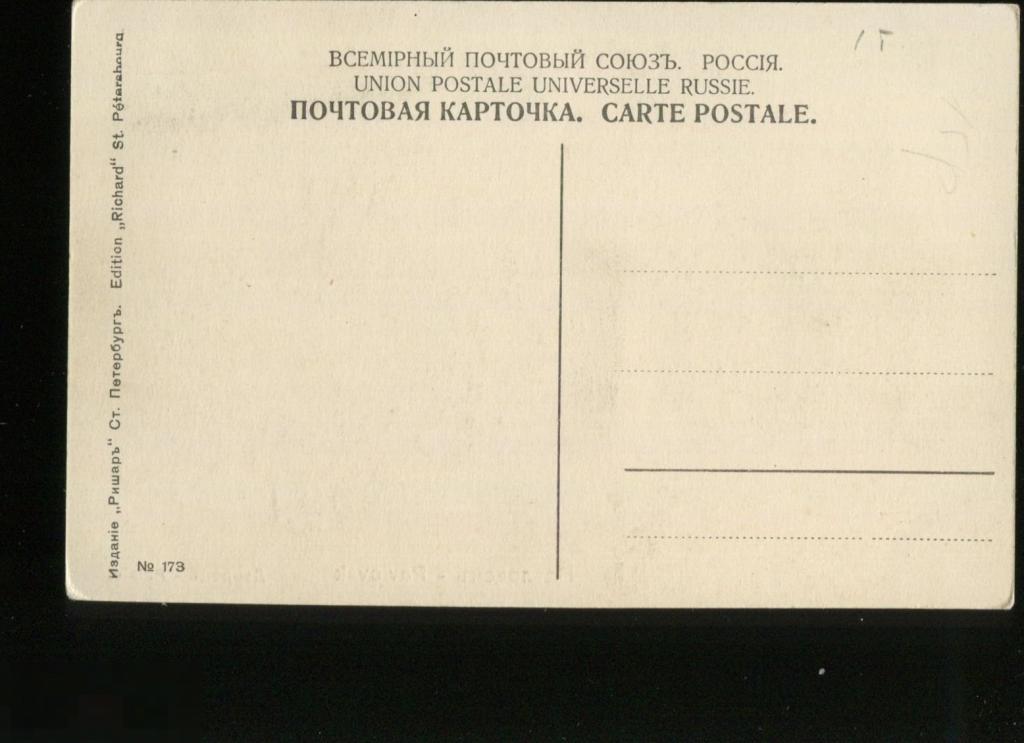 ВСЕМІРНЫЙ ПОЧТОВЫЙ СОЮЗЪ. РОССІЯ.
UNION POSTALE UNIVERSELLE RUSSIE.
ПОЧТОВАЯ КАРТОЧКА. CARTE POSTALE.
Изданіе „Ришаръ“ Ст. Петербургъ. Edition „Richard“ St. Pétersbourg
№ 173